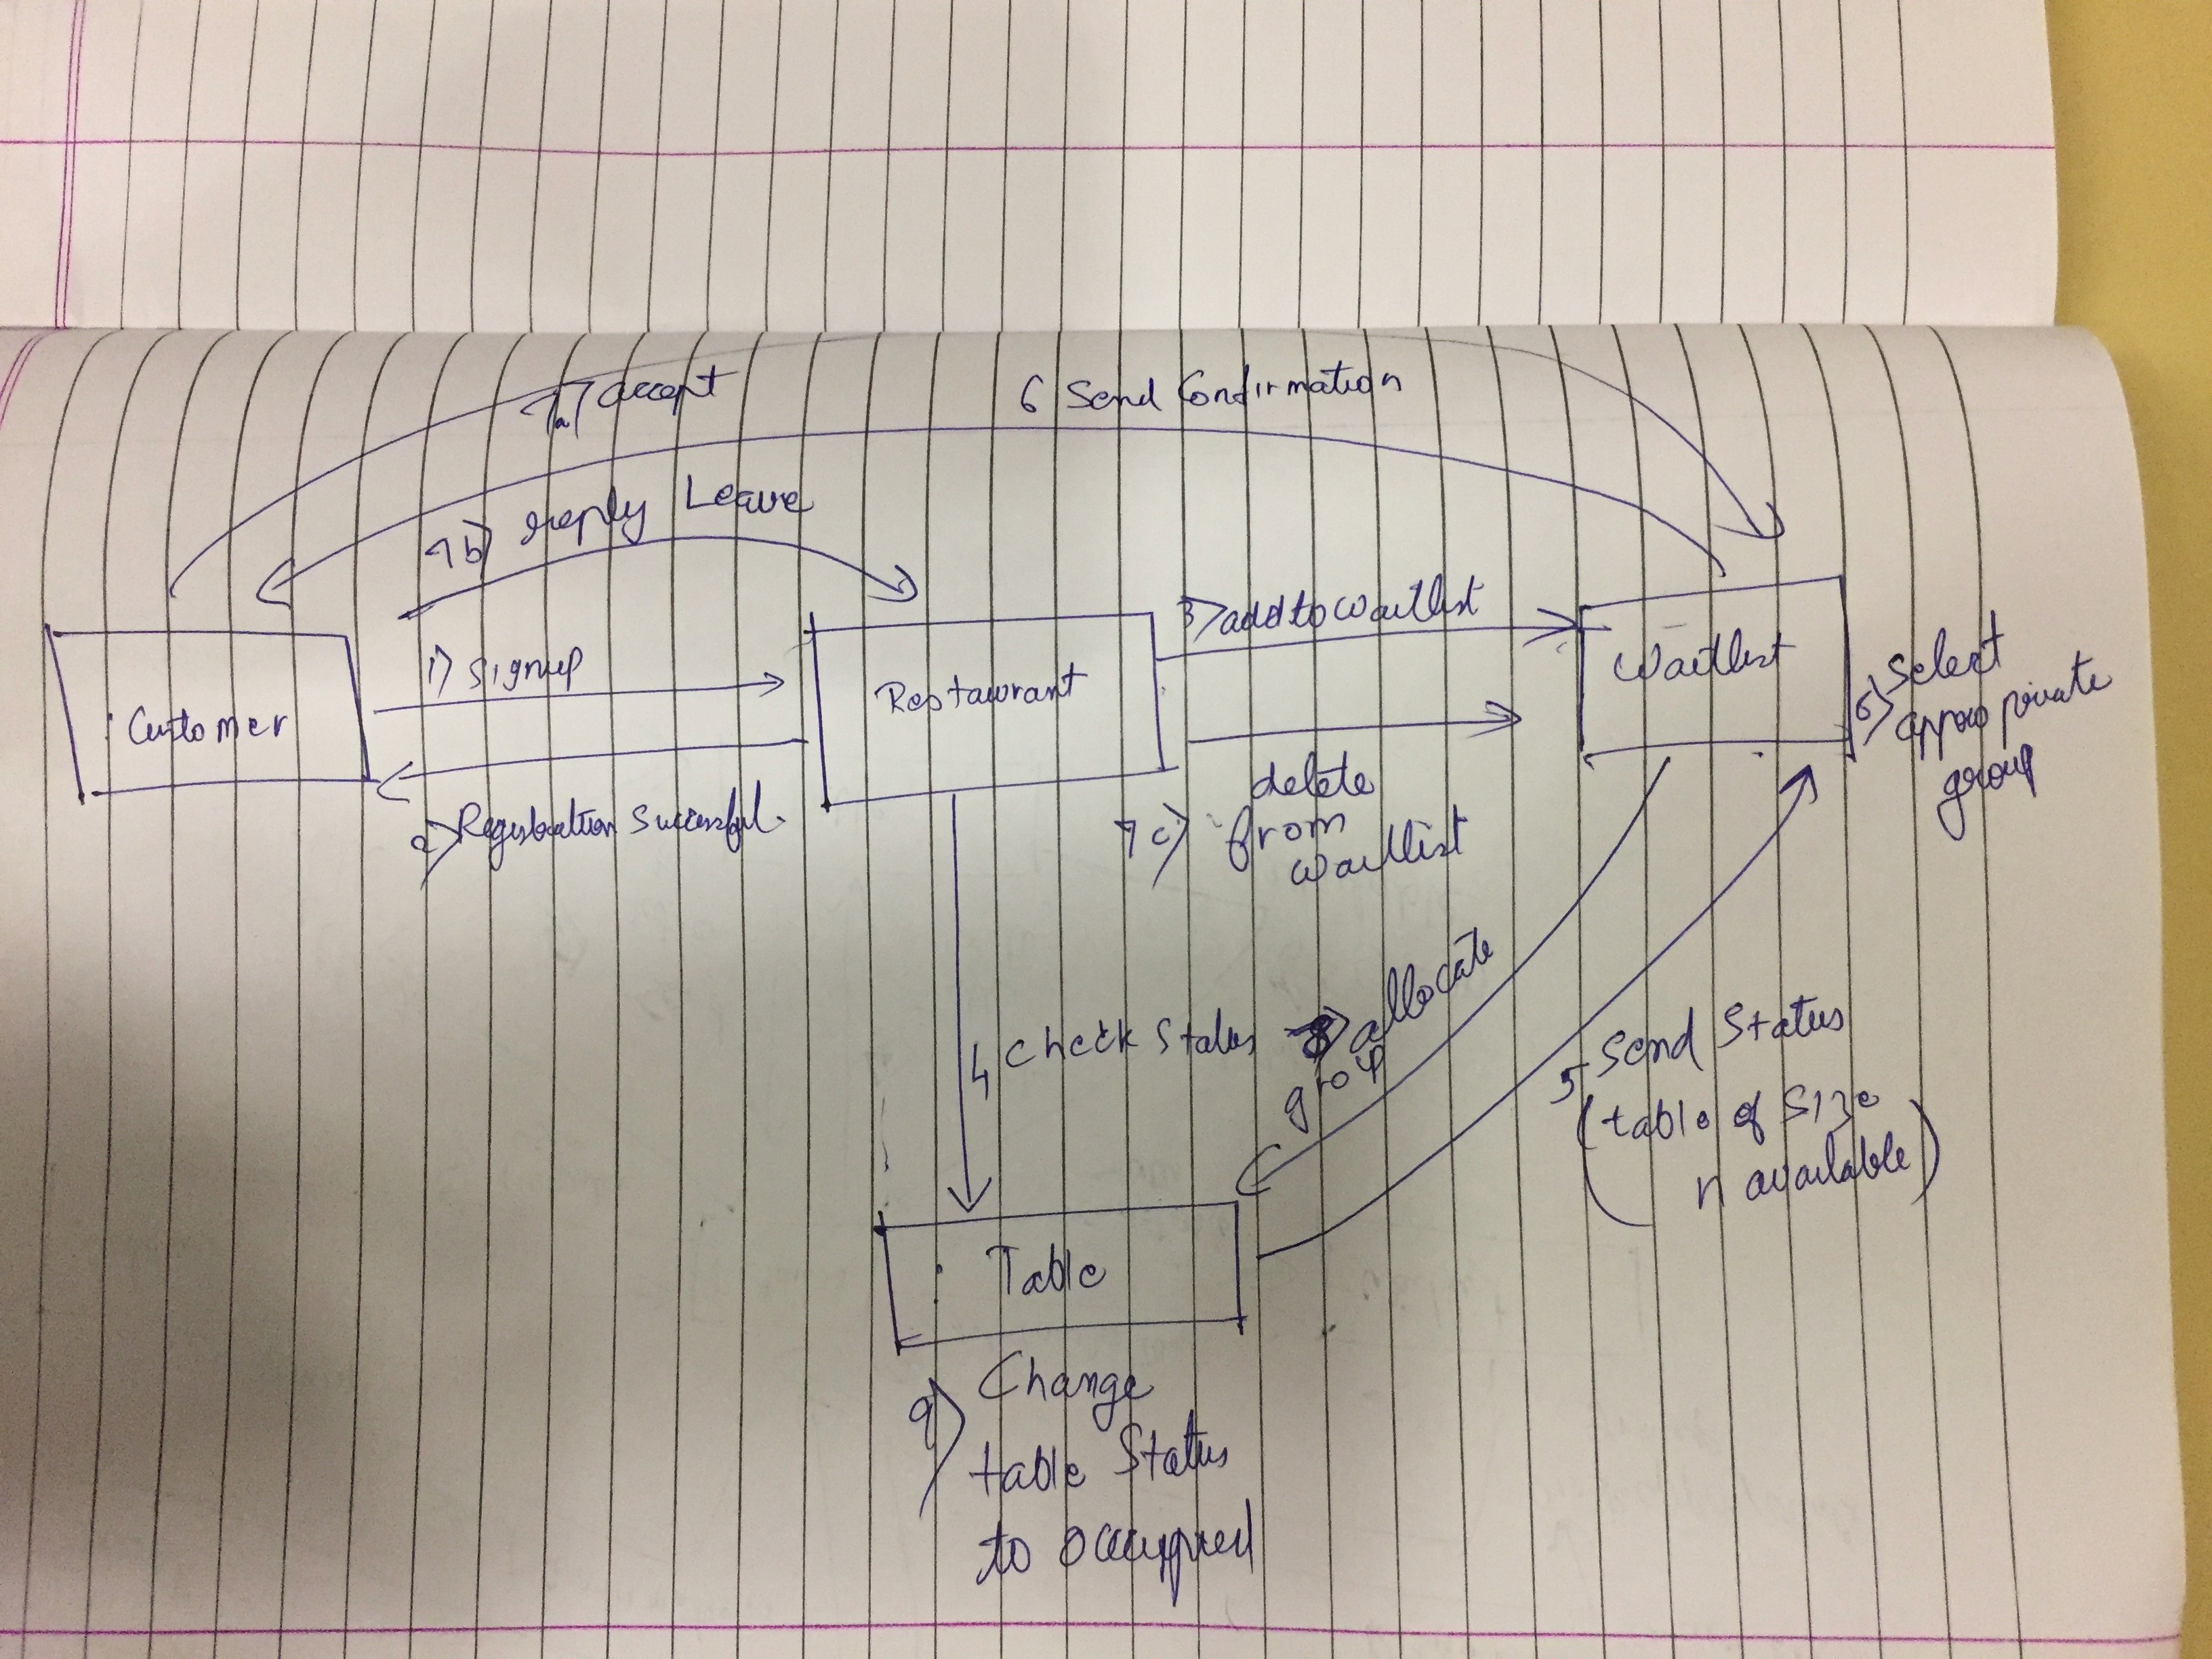 7a) accept
6 Send Confirmation
7b) reply Leave
1) Signup
3) add to waitlist
Customer
Restaurant
Waitlist
6) Select
appropriate
group
2) Registration Successful.
7c) delete
from
waitlist
4 Check Status
8) allocate
group
5 Send Status
(table of size
n available)
Table
9) Change
table Status
to occupied